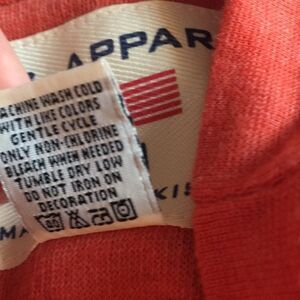 APPAR
MACHINE WASH COLD
WITH LIKE COLORS
GENTLE CYCLE
ONLY NON-CHLORINE
BLEACH WHEN NEEDED
TUMBLE DRY LOW
DO NOT IRON ON
DECORATION